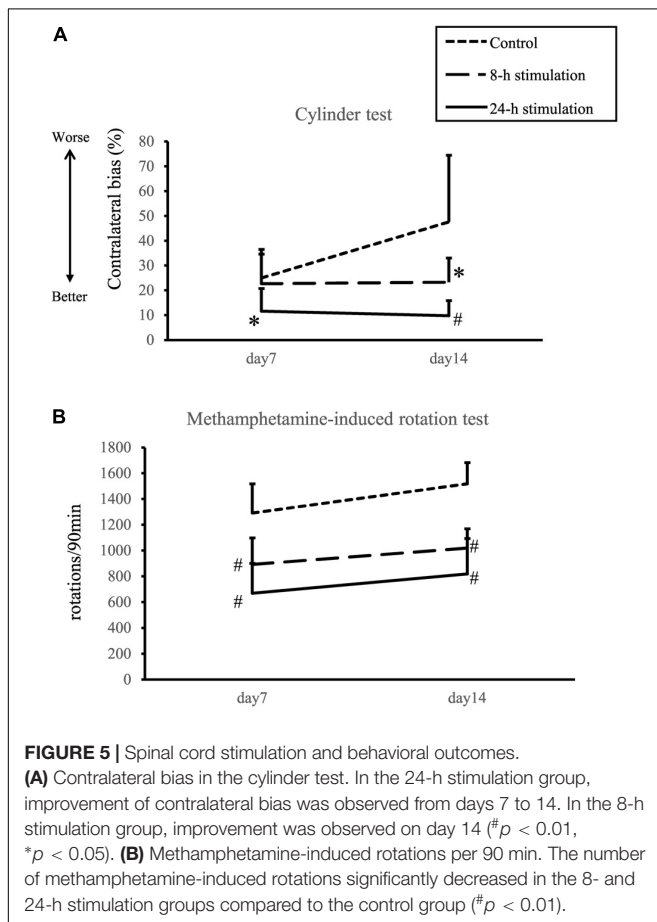 A
Control
8-h stimulation
24-h stimulation
Cylinder test
Worse
Better
Contralateral bias (%)
80
70
60
50
40
30
20
10
0
*
*
#
day7
day14
B
Methamphetamine-induced rotation test
rotations/90min
1800
1600
1400
1200
1000
800
600
400
200
0
#
#
#
#
day7
day14
FIGURE 5 | Spinal cord stimulation and behavioral outcomes.
(A) Contralateral bias in the cylinder test. In the 24-h stimulation group,
improvement of contralateral bias was observed from days 7 to 14. In the 8-h
stimulation group, improvement was observed on day 14 (#p < 0.01,
*p < 0.05). (B) Methamphetamine-induced rotations per 90 min. The number
of methamphetamine-induced rotations significantly decreased in the 8- and
24-h stimulation groups compared to the control group (#p < 0.01).